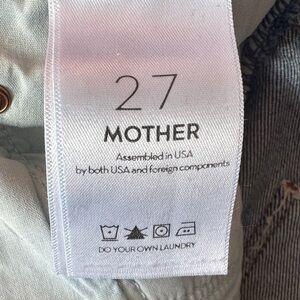 27
MOTHER
Assembled in USA
by both USA and foreign components
DO YOUR OWN LAUNDRY